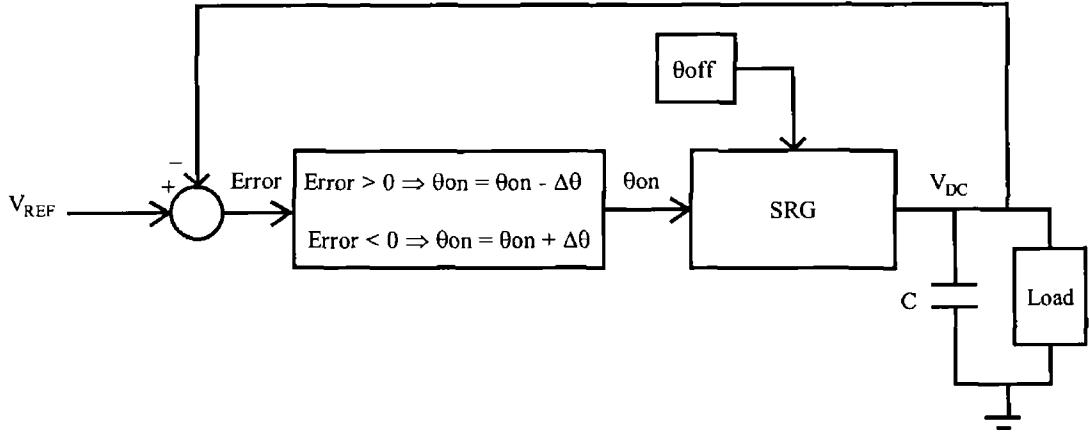 θoff
−
+
V_REF
Error
Error > 0 ⇒ θon = θon - Δθ
Error < 0 ⇒ θon = θon + Δθ
θon
SRG
V_DC
C
Load